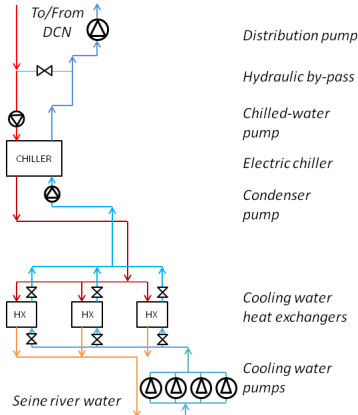 To/From
DCN
Distribution pump
Hydraulic by-pass
Chilled-water
pump
CHILLER
Electric chiller
Condenser
pump
HX
HX
HX
Cooling water
heat exchangers
Cooling water
pumps
Seine river water